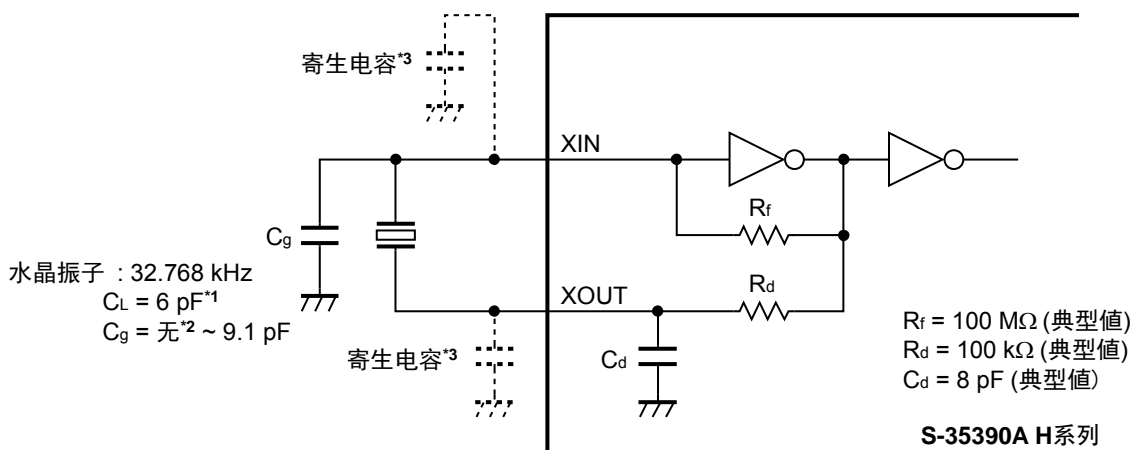 寄生电容*3
XIN
Rf
Cg
水晶振子 : 32.768 kHz
CL = 6 pF*1
Cg = 无*2 ~ 9.1 pF
XOUT
Rd
寄生电容*3
Cd
Rf = 100 MΩ (典型値)
Rd = 100 kΩ (典型値)
Cd = 8 pF (典型値)
S-35390A H系列